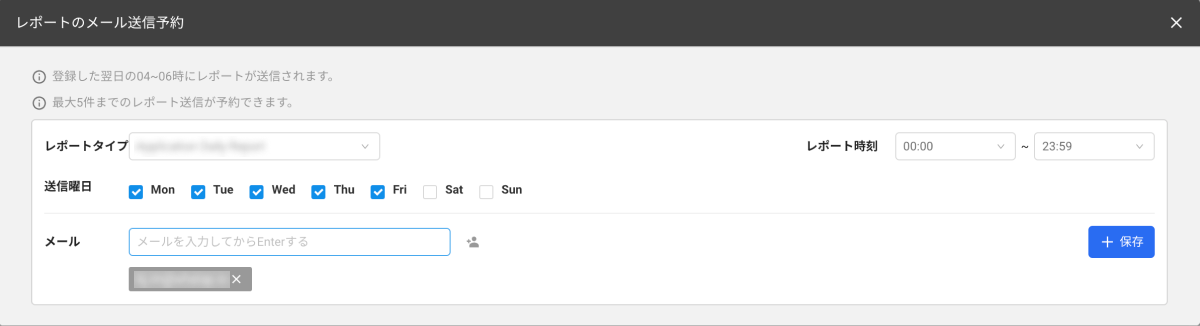 レポートのメール送信予約
登録した翌日の04~06時にレポートが送信されます。
最大5件までのレポート送信が予約できます。
レポートタイプ レポート時刻 00:00 ~ 23:59
送信曜日 Mon Tue Wed Thu Fri Sat Sun
メール メールを入力してからEnterする + 保存